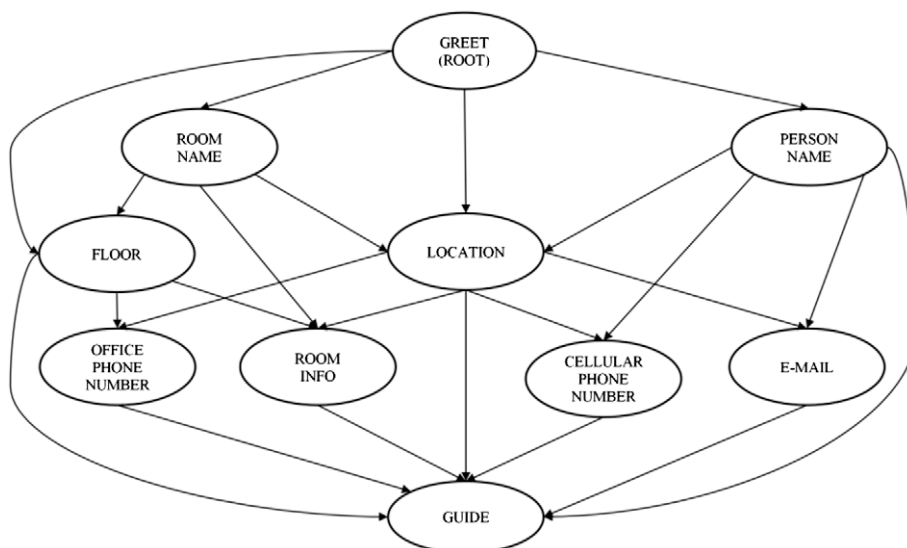 GREET
(ROOT)
ROOM
NAME
PERSON
NAME
FLOOR
LOCATION
OFFICE
PHONE
NUMBER
ROOM
INFO
CELLULAR
PHONE
NUMBER
E-MAIL
GUIDE